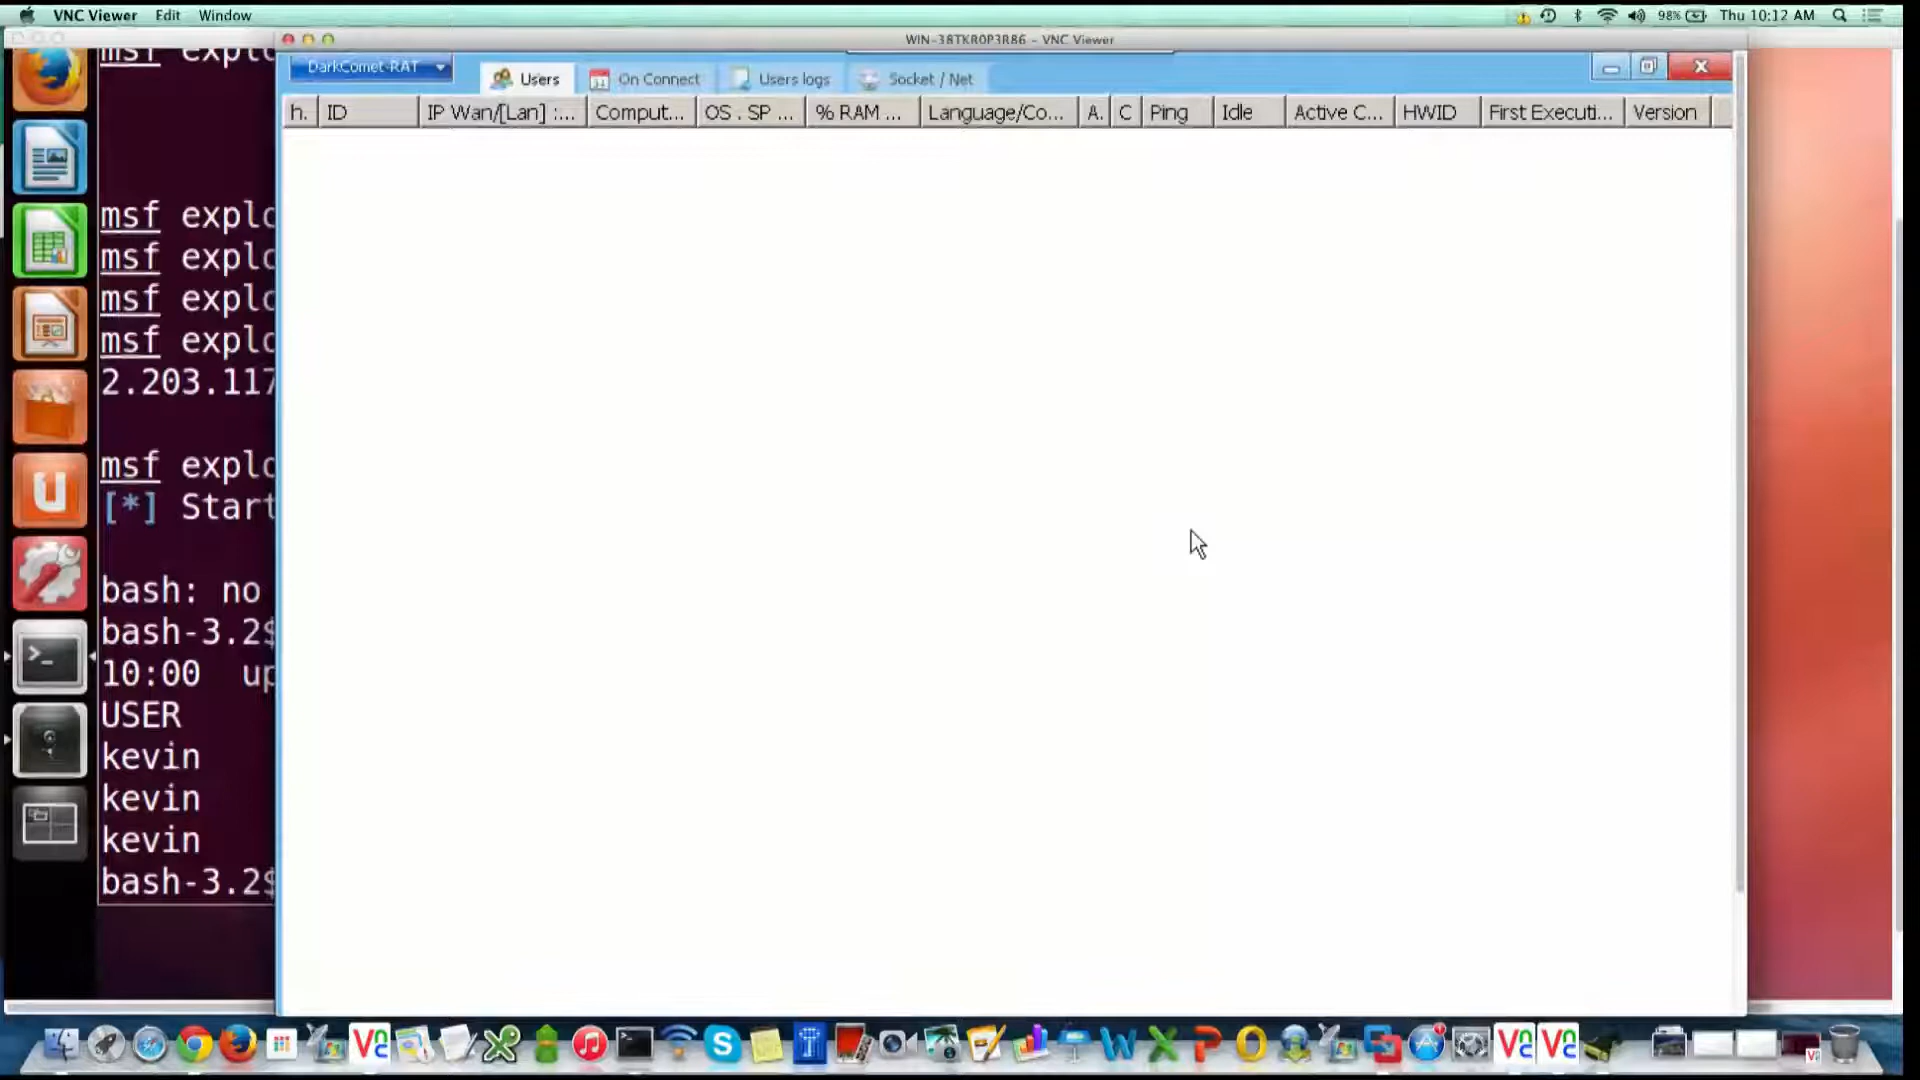 VNC Viewer Edit Window 98% Thu 10:12 AM
WIN-38TKR0P3R86 – VNC Viewer
DarkComet-RAT Users On Connect Users logs Socket / Net
h. ID IP Wan/[Lan] :... Comput... OS . SP ... % RAM ... Language/Co... A. C Ping Idle Active C... HWID First Executi... Version
msf explo
msf explo
msf explo
msf explo
msf explo
2.203.117
msf explo
[*] Start
bash: no
bash-3.2$
10:00 up
USER
kevin
kevin
kevin
bash-3.2$